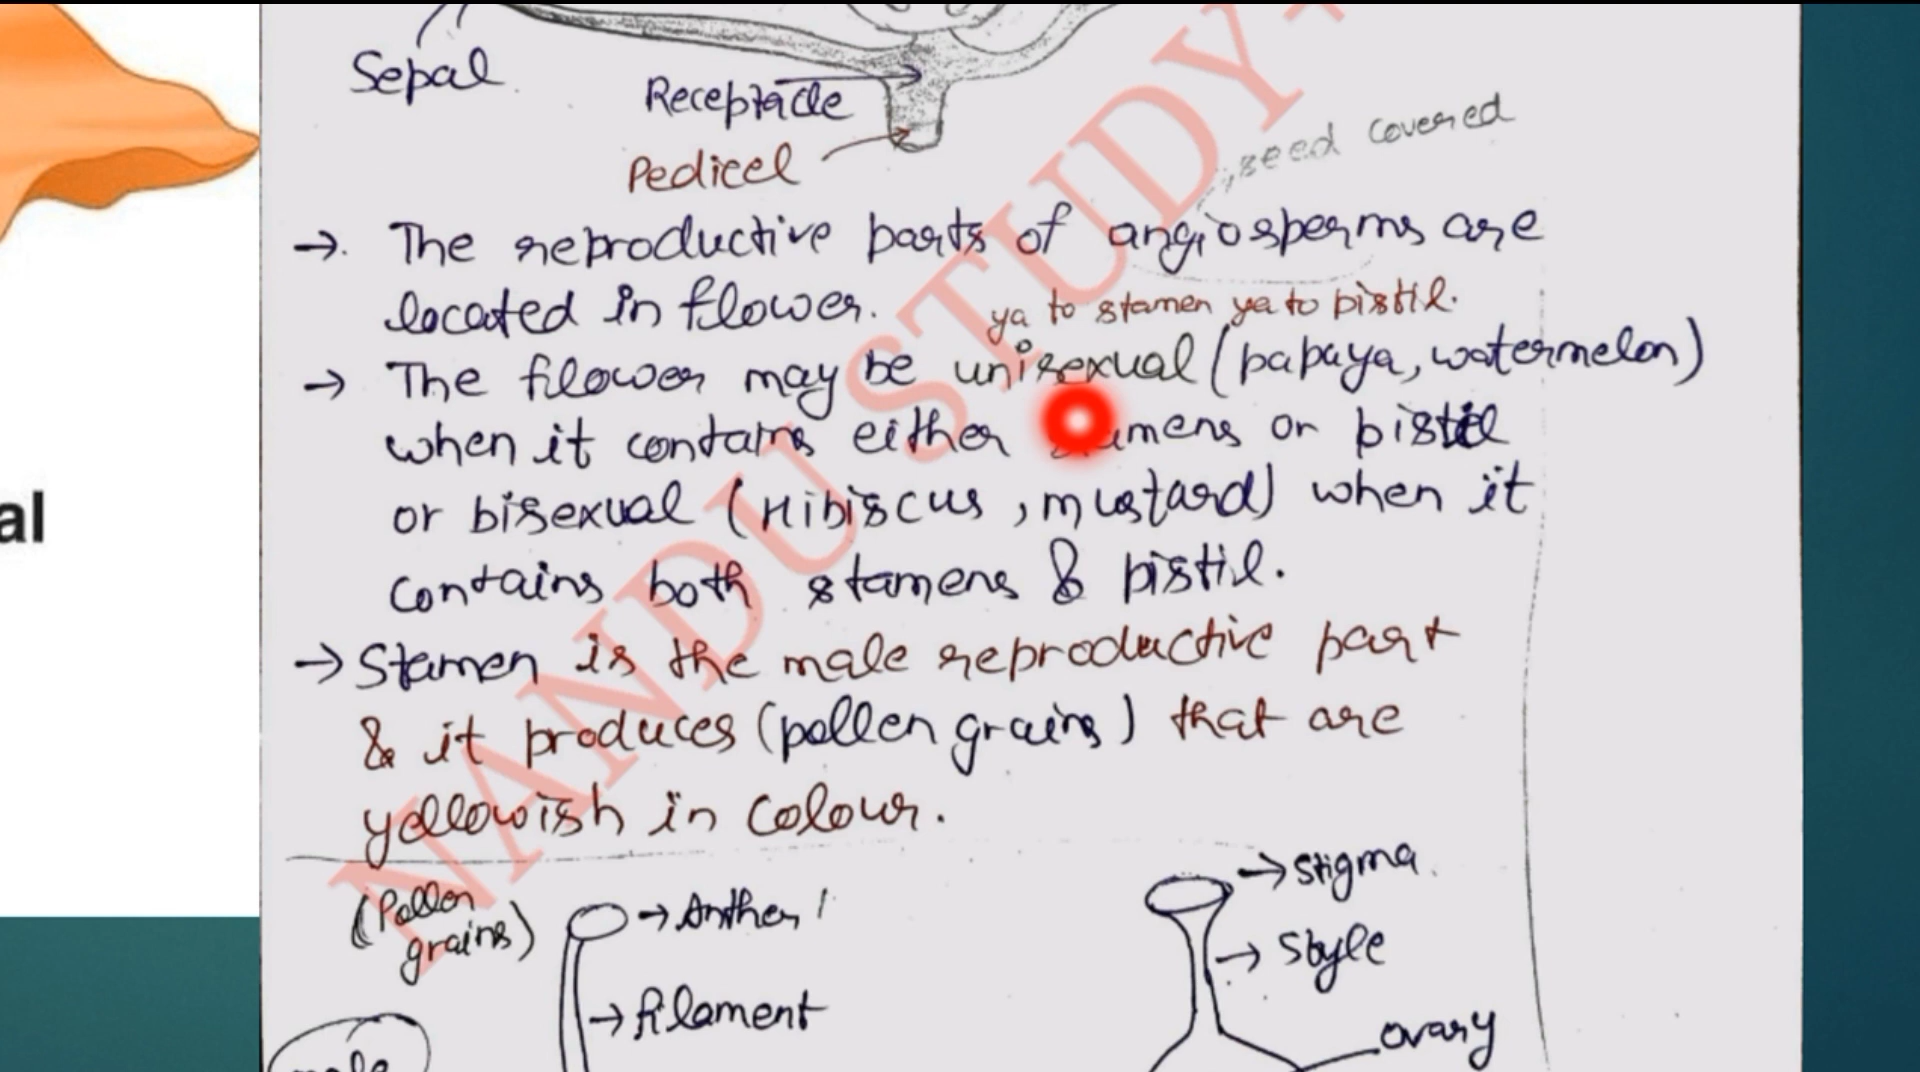 Sepal
Receptacle
Pedicel
seed covered
→ The reproductive parts of angiosperms are
located in flower.
ya to stamen ya to pistil.
→ The flower may be unisexual (papaya, watermelon)
when it contains either stamens or pistil
or bisexual (Hibiscus, mustard) when it
contains both stamens & pistil.
→ Stamen is the male reproductive part
& it produces (pollen grains) that are
yellowish in colour.
(Pollen
grains)
→ Anther
→ filament
male
→ stigma
→ style
ovary
al
NANDU STUDY